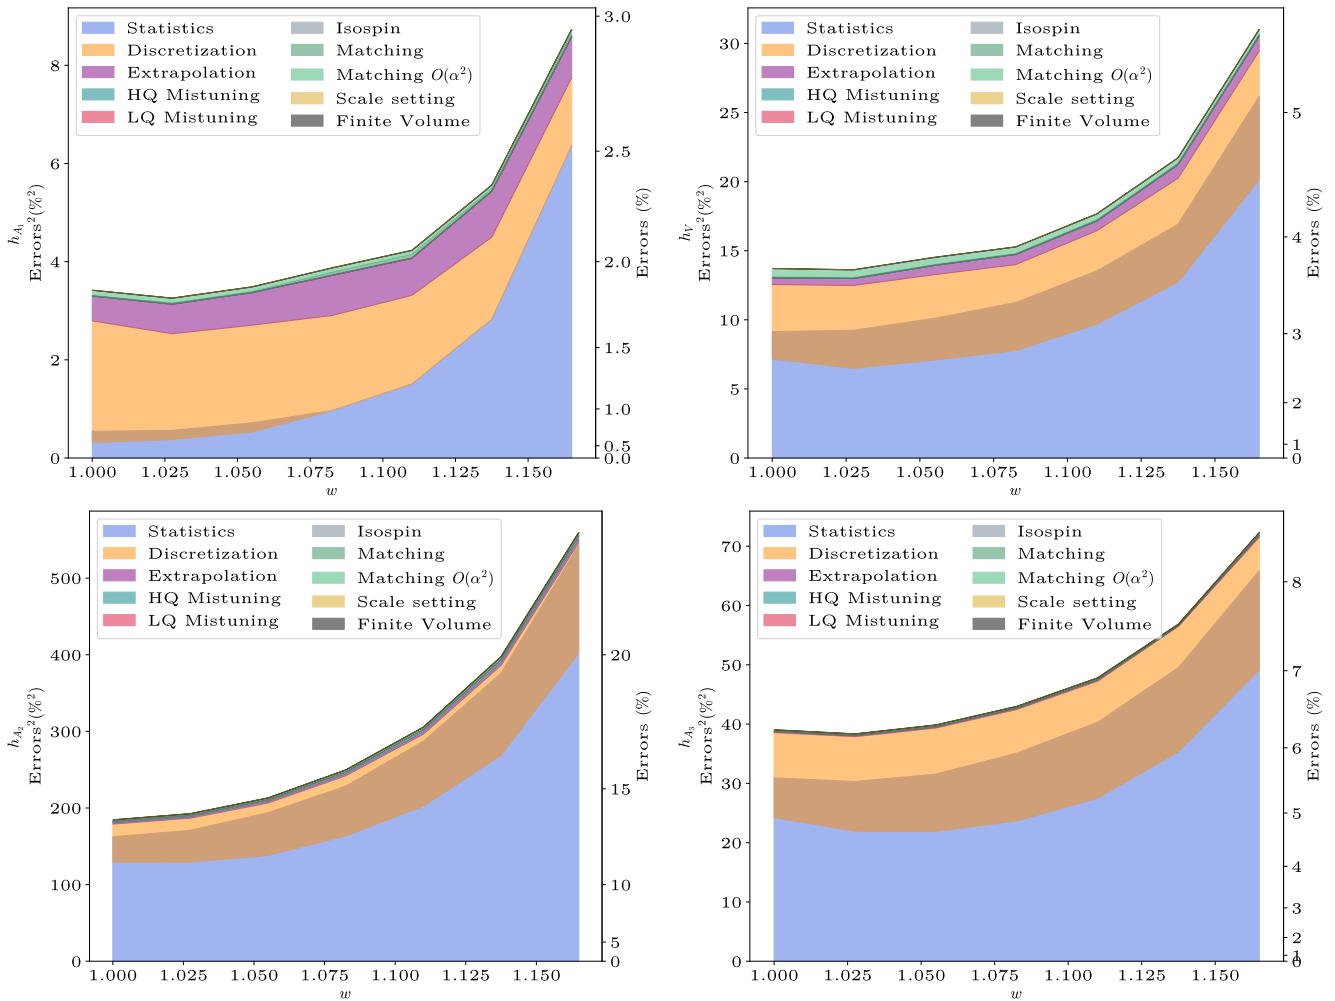 Statistics
Discretization
Extrapolation
HQ Mistuning
LQ Mistuning
Isospin
Matching
Matching O(α²)
Scale setting
Finite Volume
h_{A_1}
Errors²(%²)
0
2
4
6
8
0.0
0.5
1.0
1.5
2.0
2.5
3.0
Errors (%)
1.000 1.025 1.050 1.075 1.100 1.125 1.150
w
Statistics
Discretization
Extrapolation
HQ Mistuning
LQ Mistuning
Isospin
Matching
Matching O(α²)
Scale setting
Finite Volume
h_V
Errors²(%²)
0
5
10
15
20
25
30
0
1
2
3
4
5
Errors (%)
1.000 1.025 1.050 1.075 1.100 1.125 1.150
w
Statistics
Discretization
Extrapolation
HQ Mistuning
LQ Mistuning
Isospin
Matching
Matching O(α²)
Scale setting
Finite Volume
h_{A_2}
Errors²(%²)
0
100
200
300
400
500
0
5
10
15
20
Errors (%)
1.000 1.025 1.050 1.075 1.100 1.125 1.150
w
Statistics
Discretization
Extrapolation
HQ Mistuning
LQ Mistuning
Isospin
Matching
Matching O(α²)
Scale setting
Finite Volume
h_{A_3}
Errors²(%²)
0
10
20
30
40
50
60
70
0
1
2
3
4
5
6
7
8
Errors (%)
1.000 1.025 1.050 1.075 1.100 1.125 1.150
w